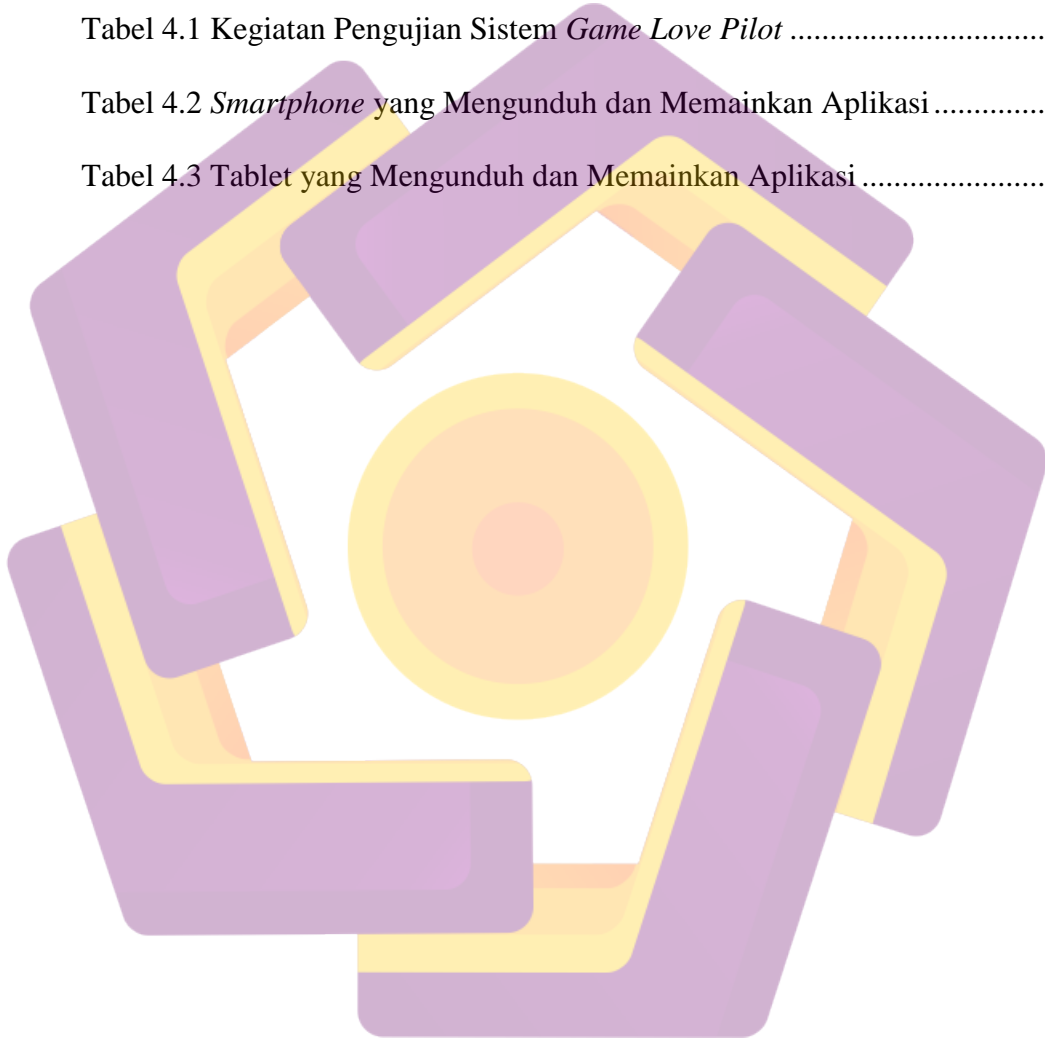 Tabel 4.1 Kegiatan Pengujian Sistem Game Love Pilot ................................
Tabel 4.2 Smartphone yang Mengunduh dan Memainkan Aplikasi ..............
Tabel 4.3 Tablet yang Mengunduh dan Memainkan Aplikasi .......................